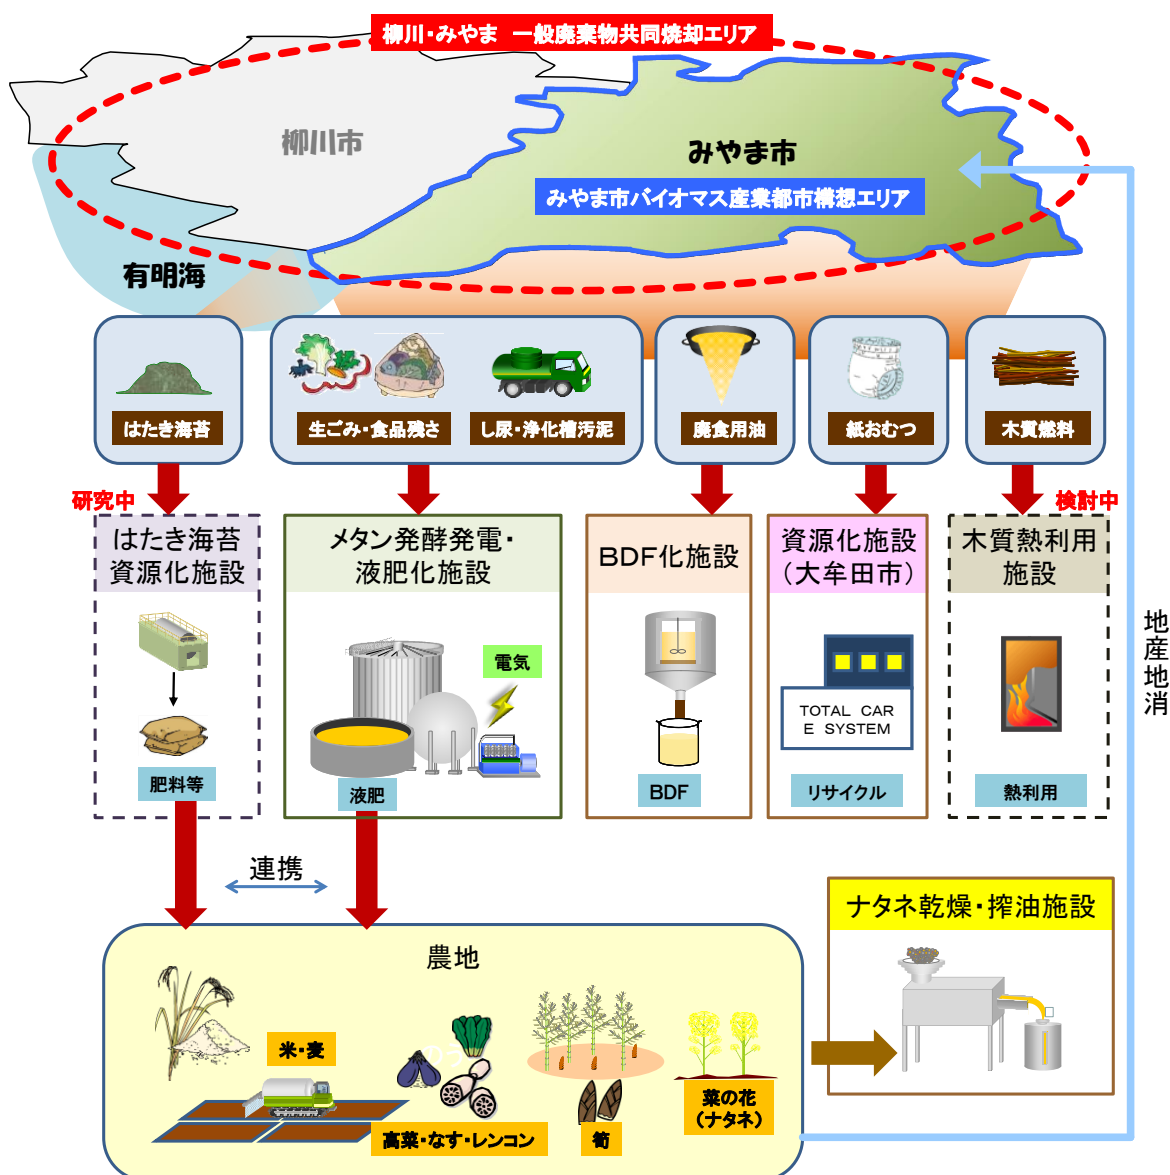 柳川・みやま 一般廃棄物共同焼却エリア
柳川市
みやま市
みやま市バイオマス産業都市構想エリア
有明海
はたき海苔
生ごみ・食品残さ
し尿・浄化槽汚泥
廃食用油
紙おむつ
木質燃料
研究中
検討中
はたき海苔
資源化施設
メタン発酵発電・
液肥化施設
BDF化施設
資源化施設
(大牟田市)
木質熱利用
施設
電気
TOTAL CAR
E SYSTEM
肥料等
液肥
BDF
リサイクル
熱利用
地産地消
連携
農地
米・麦
高菜・なす・レンコン
筍
菜の花
(ナタネ)
ナタネ乾燥・搾油施設